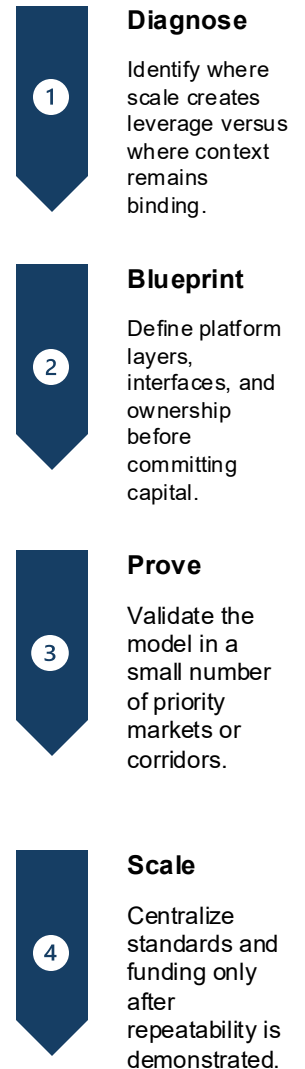 1
Diagnose
Identify where
scale creates
leverage versus
where context
remains
binding.
2
Blueprint
Define platform
layers,
interfaces, and
ownership
before
committing
capital.
3
Prove
Validate the
model in a
small number
of priority
markets or
corridors.
4
Scale
Centralize
standards and
funding only
after
repeatability is
demonstrated.